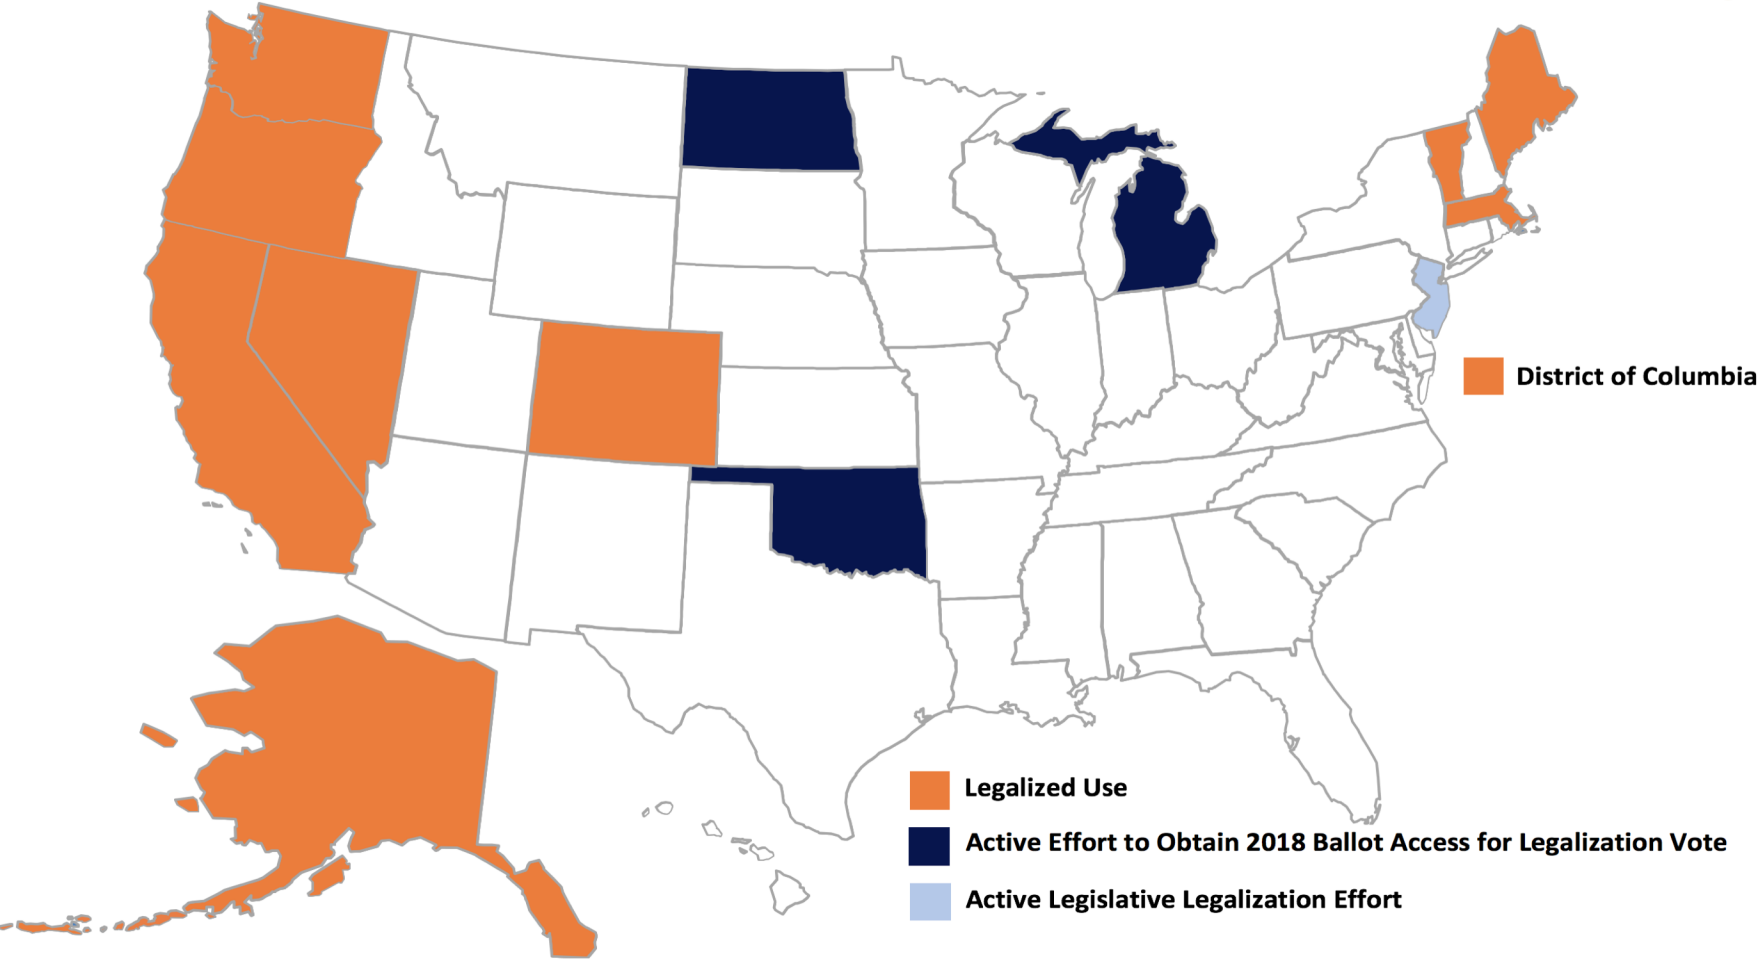 District of Columbia
Legalized Use
Active Effort to Obtain 2018 Ballot Access for Legalization Vote
Active Legislative Legalization Effort